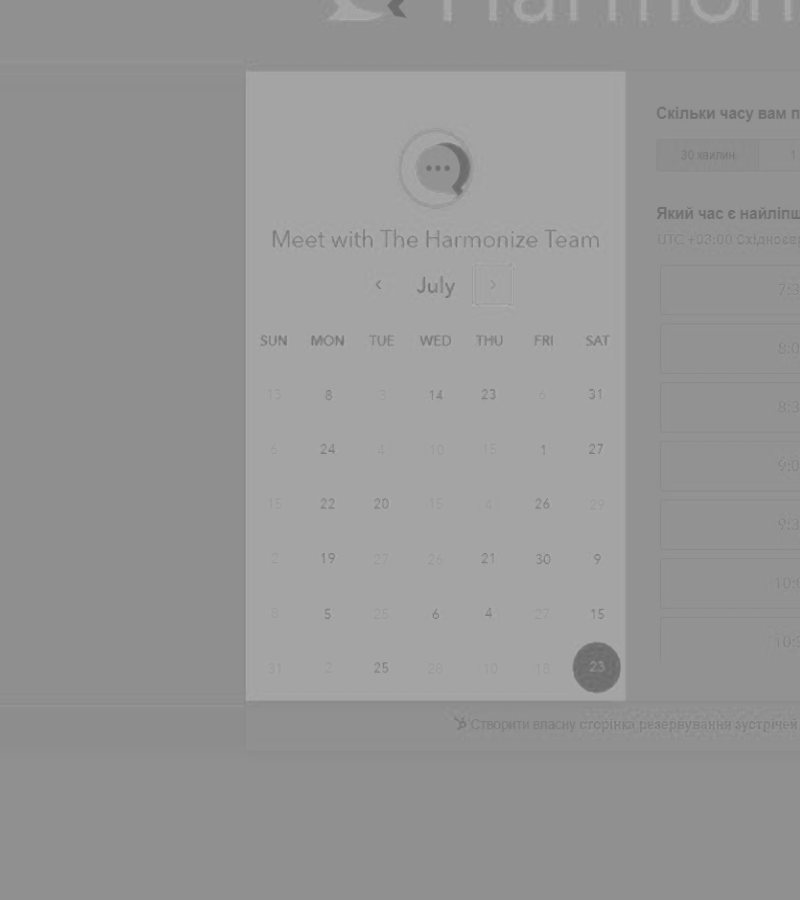 Harmon
Meet with The Harmonize Team
‹ July ›
SUN MON TUE WED THU FRI SAT
13 8 3 14 23 6 31
6 24 4 10 15 1 27
15 22 20 15 4 26 29
2 19 27 26 21 30 9
8 5 25 6 4 27 15
31 2 25 28 10 18 23
Скільки часу вам п
30 хвилин 1
Який час є найліпш
UTC +03:00 Східноєв
7:3
8:0
8:3
9:0
9:3
10:0
10:3
Створити власну сторінка резервування зустрічей